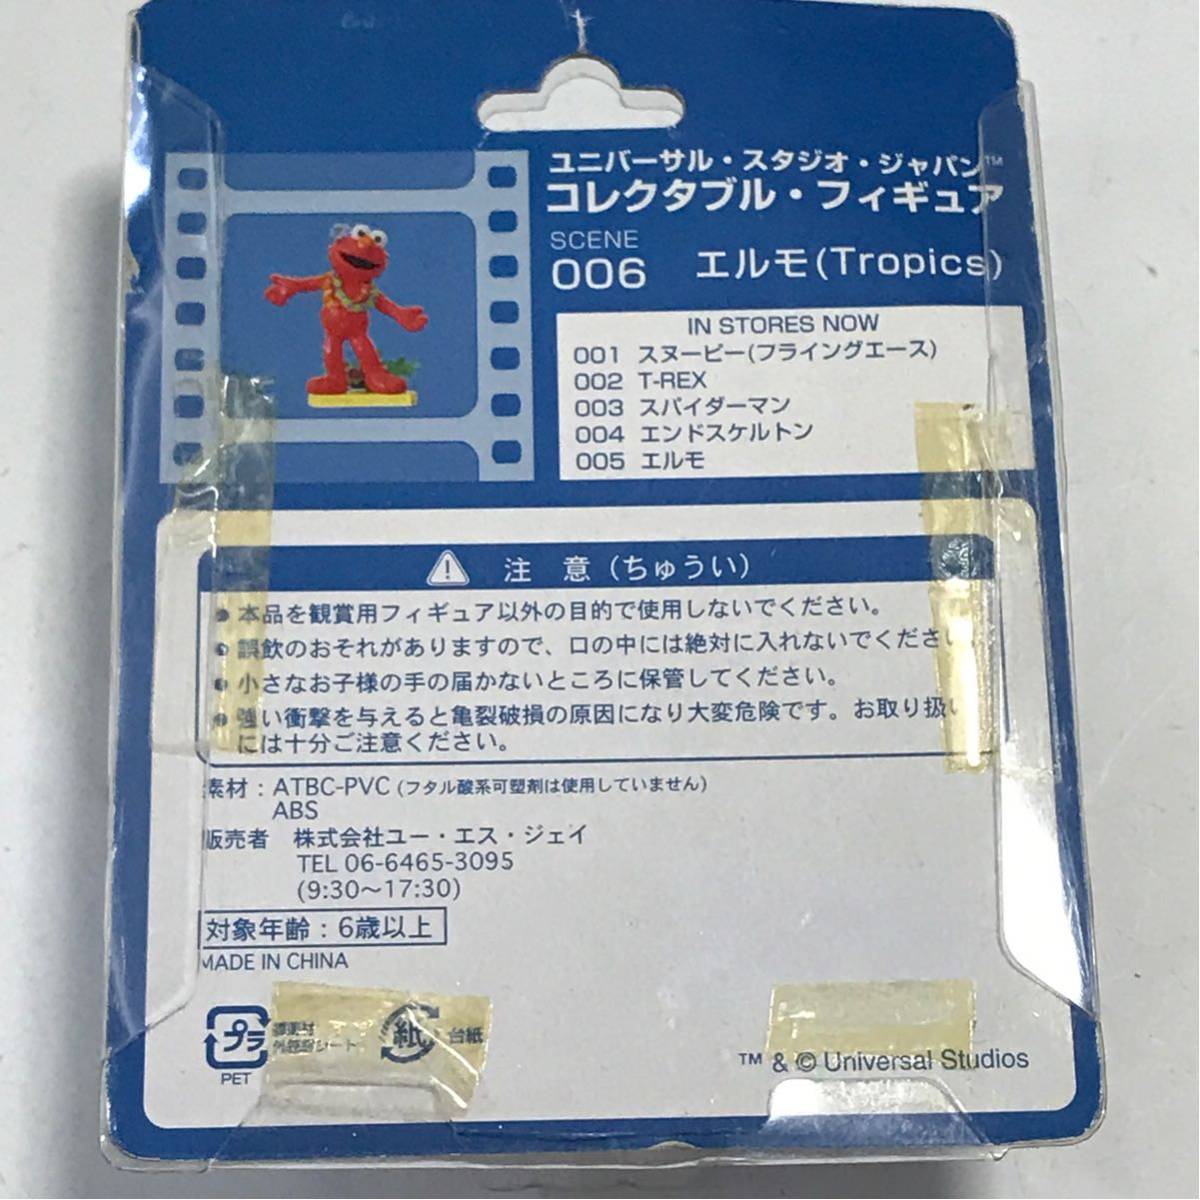 ユニバーサル・スタジオ・ジャパン™
コレクタブル・フィギュア
SCENE
006 エルモ(Tropics)
IN STORES NOW
001 スヌーピー(フライングエース)
002 T-REX
003 スパイダーマン
004 エンドスケルトン
005 エルモ
注 意 (ちゅうい)
● 本品を観賞用フィギュア以外の目的で使用しないでください。
● 誤飲のおそれがありますので、口の中には絶対に入れないでください。
● 小さなお子様の手の届かないところに保管してください。
● 強い衝撃を与えると亀裂破損の原因になり大変危険です。お取り扱い
には十分ご注意ください。
素材：ATBC-PVC (フタル酸系可塑剤は使用していません)
ABS
販売者 株式会社ユー・エス・ジェイ
TEL 06-6465-3095
(9:30〜17:30)
対象年齢：6歳以上
MADE IN CHINA
プラ
PET
紙
台紙
™ & © Universal Studios